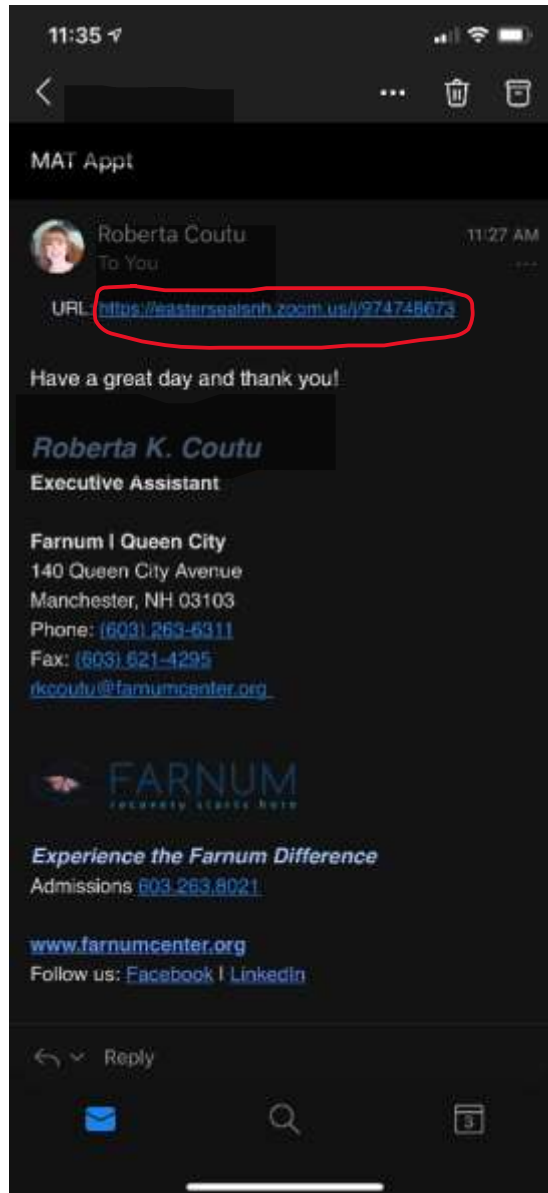 11:35
MAT Appt
Roberta Coutu
11:27 AM
To You
URL: https://eastersealsnh.zoom.us/j/974748673
Have a great day and thank you!
Roberta K. Coutu
Executive Assistant
Farnum | Queen City
140 Queen City Avenue
Manchester, NH 03103
Phone: (603) 263-6311
Fax: (603) 621-4295
rkcoutu@farnumcenter.org
FARNUM
recovery starts here
Experience the Farnum Difference
Admissions 603.263.8021
www.farnumcenter.org
Follow us: Facebook | LinkedIn
Reply
3